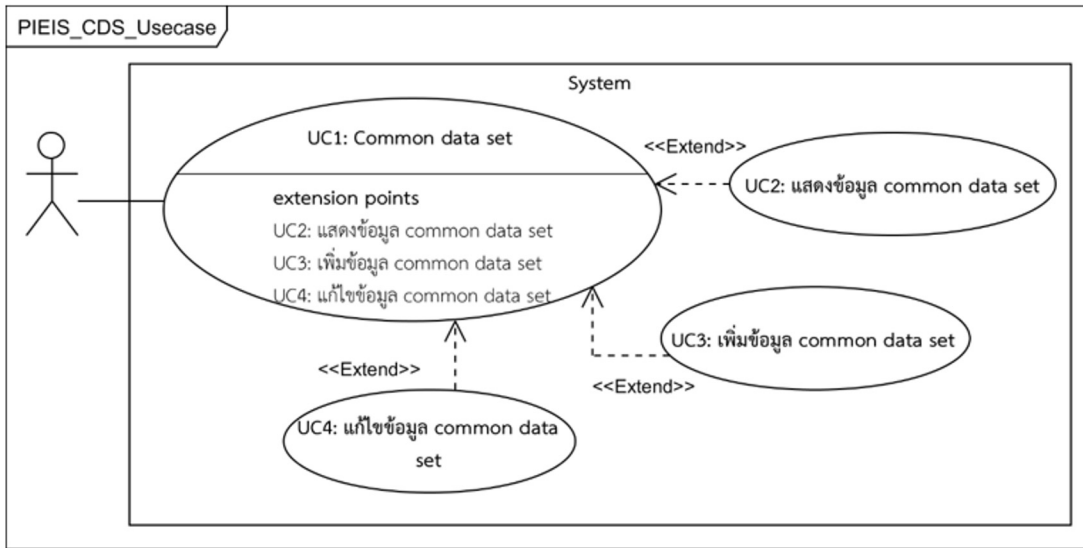 PIEIS_CDS_Usecase
System
UC1: Common data set
extension points
UC2: แสดงข้อมูล common data set
UC3: เพิ่มข้อมูล common data set
UC4: แก้ไขข้อมูล common data set
<<Extend>>
UC2: แสดงข้อมูล common data set
UC3: เพิ่มข้อมูล common data set
<<Extend>>
<<Extend>>
UC4: แก้ไขข้อมูล common data
set